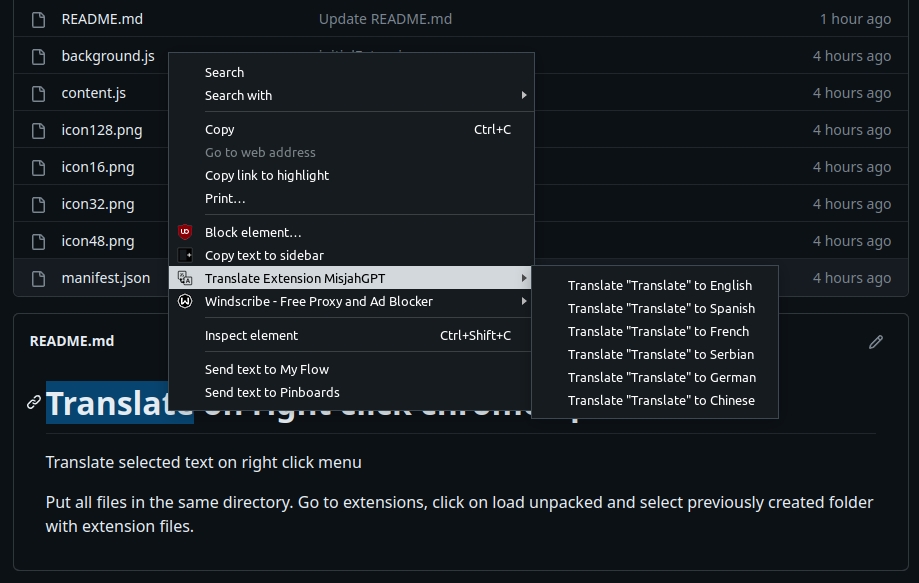 README.md Update README.md 1 hour ago
background.js 4 hours ago
content.js 4 hours ago
icon128.png 4 hours ago
icon16.png 4 hours ago
icon32.png 4 hours ago
icon48.png 4 hours ago
manifest.json 4 hours ago
Search
Search with
Copy Ctrl+C
Go to web address
Copy link to highlight
Print...
Block element...
Copy text to sidebar
Translate Extension MisjahGPT
Windscribe - Free Proxy and Ad Blocker
Inspect element Ctrl+Shift+C
Send text to My Flow
Send text to Pinboards
Translate "Translate" to English
Translate "Translate" to Spanish
Translate "Translate" to French
Translate "Translate" to Serbian
Translate "Translate" to German
Translate "Translate" to Chinese
README.md
Translate on right click
Translate selected text on right click menu
Put all files in the same directory. Go to extensions, click on load unpacked and select previously created folder
with extension files.